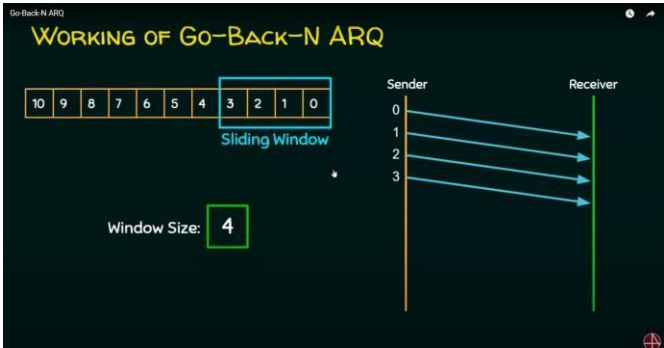 Go-Back-N ARQ
WORKING OF GO-BACK-N ARQ
10 9 8 7 6 5 4 3 2 1 0
Sliding Window
Window Size: 4
Sender Receiver
0
1
2
3